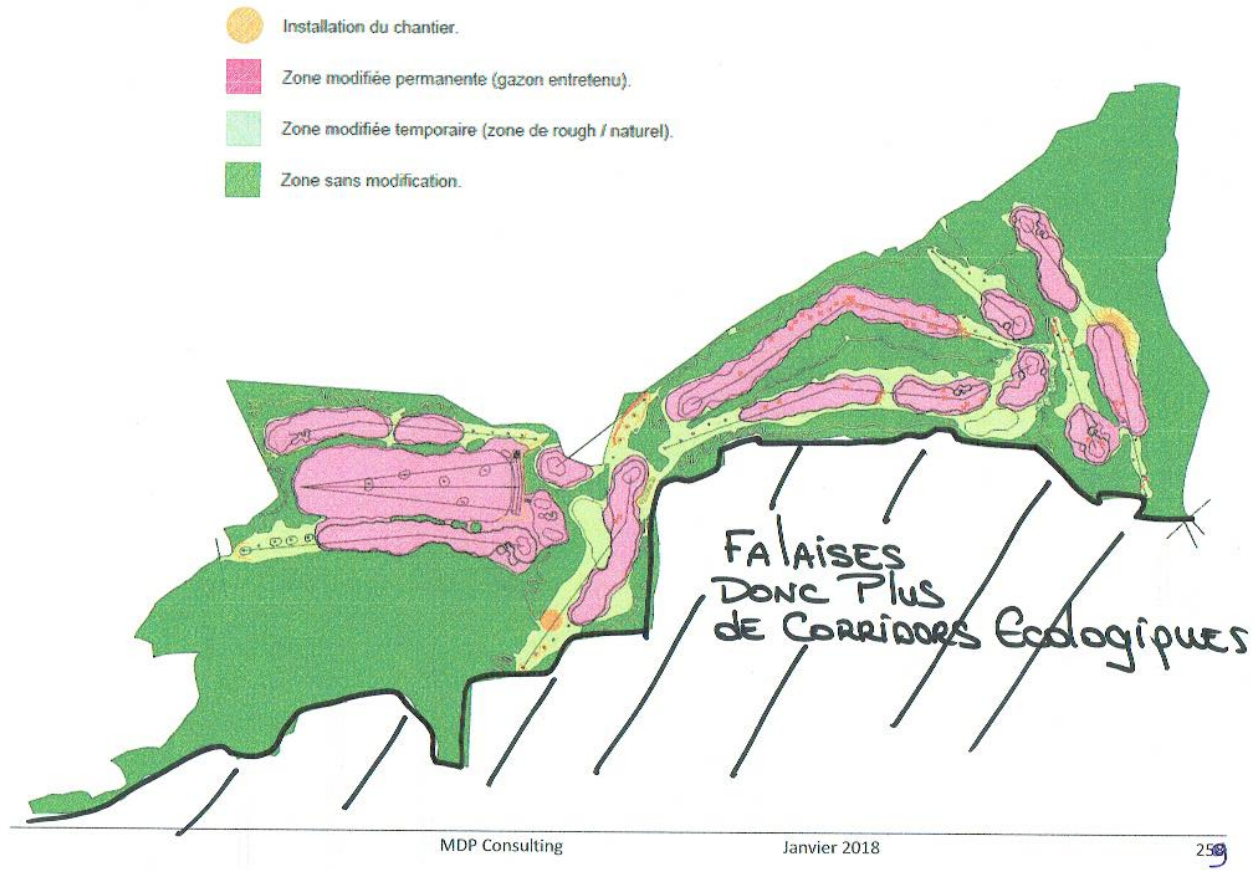 Installation du chantier.
Zone modifiée permanente (gazon entretenu).
Zone modifiée temporaire (zone de rough / naturel).
Zone sans modification.
FALAISES
DONC PLUS
de CORRIDORS EcologiqUES
MDP Consulting
Janvier 2018
259